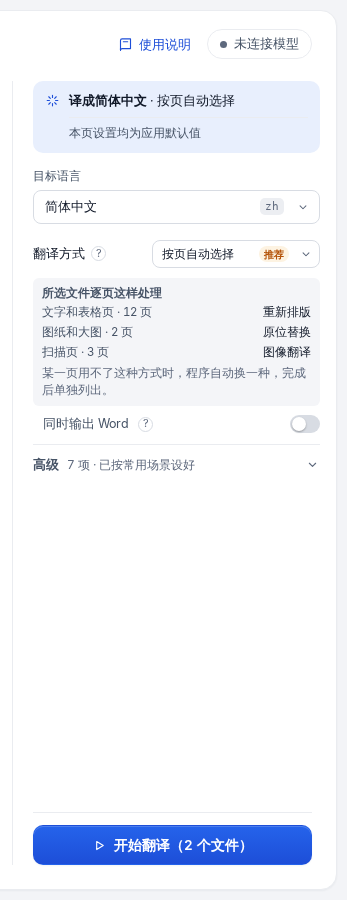 使用说明
未连接模型
译成简体中文 · 按页自动选择
本页设置均为应用默认值
目标语言
简体中文 zh
翻译方式 ? 按页自动选择 推荐
所选文件逐页这样处理
文字和表格页 · 12 页 重新排版
图纸和大图 · 2 页 原位替换
扫描页 · 3 页 图像翻译
某一页用不了这种方式时，程序自动换一种，完成
后单独列出。
同时输出 Word ?
高级 7 项 · 已按常用场景设好
开始翻译（2 个文件）